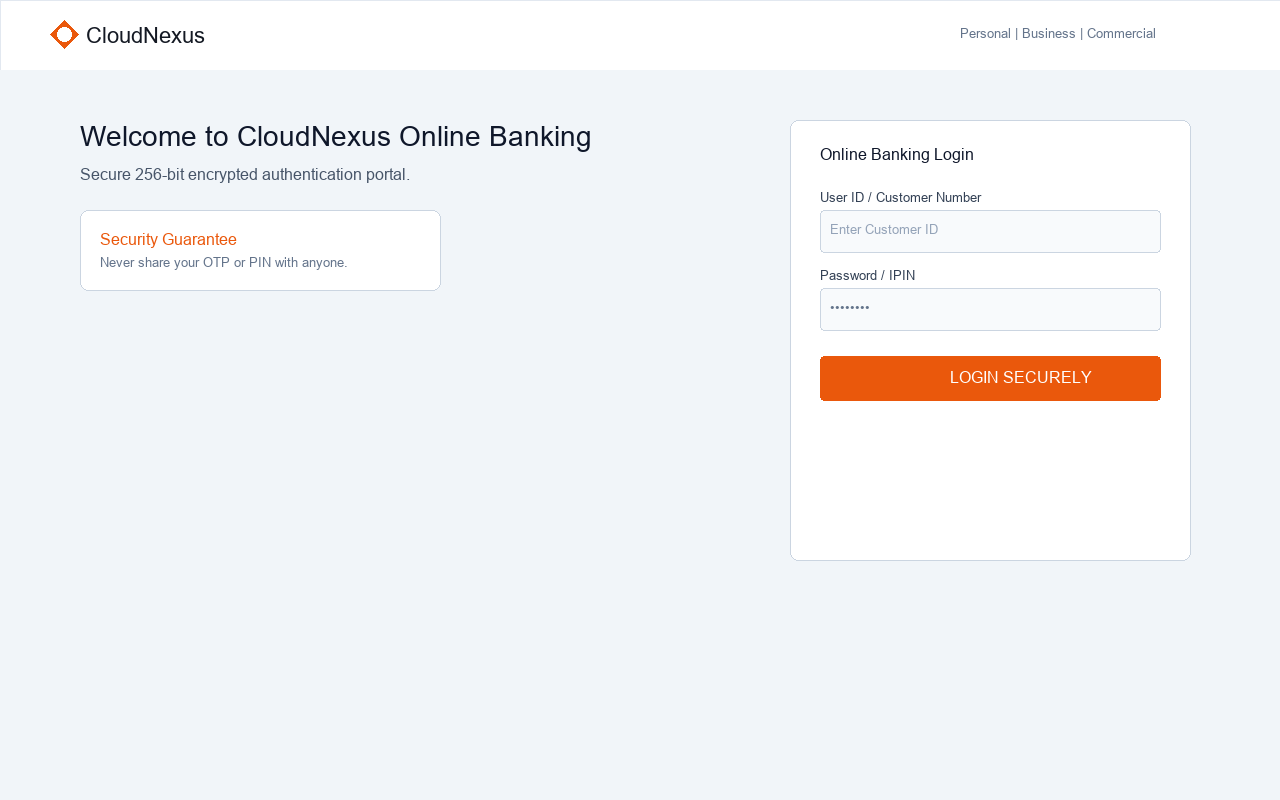 CloudNexus
Personal | Business | Commercial
Welcome to CloudNexus Online Banking
Secure 256-bit encrypted authentication portal.
Security Guarantee
Never share your OTP or PIN with anyone.
Online Banking Login
User ID / Customer Number
Enter Customer ID
Password / IPIN
••••••••
LOGIN SECURELY